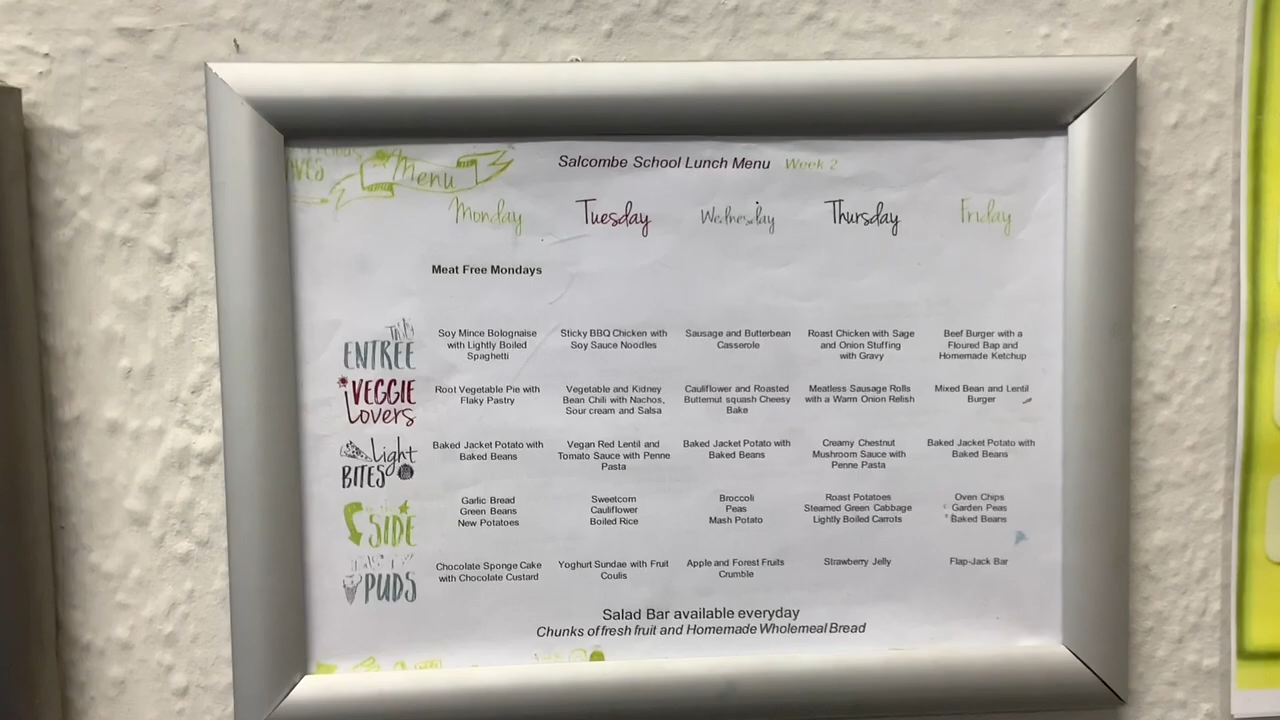 AVES
Menu
Salcombe School Lunch Menu Week 2
Monday Tuesday Wednesday Thursday Friday
Meat Free Mondays
ENTREE
Soy Mince Bolognaise
with Lightly Boiled
Spaghetti
Sticky BBQ Chicken with
Soy Sauce Noodles
Sausage and Butterbean
Casserole
Roast Chicken with Sage
and Onion Stuffing
with Gravy
Beef Burger with a
Floured Bap and
Homemade Ketchup
VEGGIE
Lovers
Root Vegetable Pie with
Flaky Pastry
Vegetable and Kidney
Bean Chili with Nachos,
Sour cream and Salsa
Cauliflower and Roasted
Butternut squash Cheesy
Bake
Meatless Sausage Rolls
with a Warm Onion Relish
Mixed Bean and Lentil
Burger
Light
BITES
Baked Jacket Potato with
Baked Beans
Vegan Red Lentil and
Tomato Sauce with Penne
Pasta
Baked Jacket Potato with
Baked Beans
Creamy Chestnut
Mushroom Sauce with
Penne Pasta
Baked Jacket Potato with
Baked Beans
SIDE
Garlic Bread
Green Beans
New Potatoes
Sweetcorn
Cauliflower
Boiled Rice
Broccoli
Peas
Mash Potato
Roast Potatoes
Steamed Green Cabbage
Lightly Boiled Carrots
Oven Chips
Garden Peas
Baked Beans
PUDS
Chocolate Sponge Cake
with Chocolate Custard
Yoghurt Sundae with Fruit
Coulis
Apple and Forest Fruits
Crumble
Strawberry Jelly
Flap-Jack Bar
Salad Bar available everyday
Chunks of fresh fruit and Homemade Wholemeal Bread